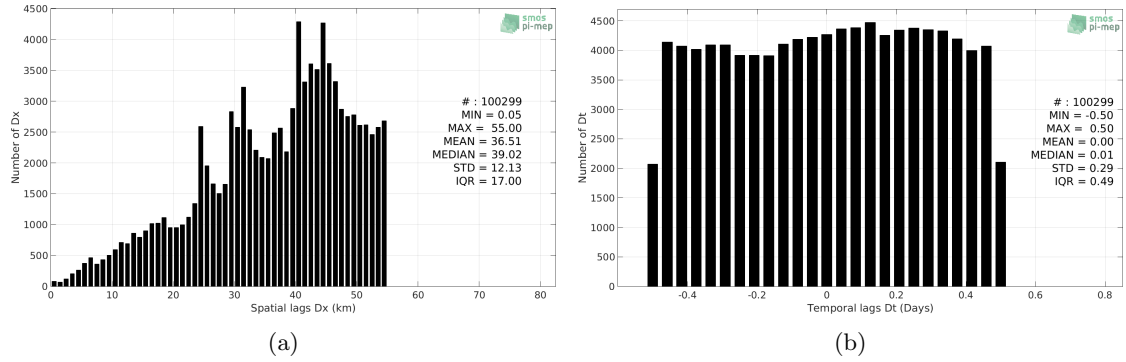 4500
4000
3500
3000
2500
2000
1500
1000
500
0
Number of Dx
0 10 20 30 40 50 60 70 80
Spatial lags Dx (km)
smos
pi-mep
# : 100299
MIN = 0.05
MAX = 55.00
MEAN = 36.51
MEDIAN = 39.02
STD = 12.13
IQR = 17.00
(a)
4500
4000
3500
3000
2500
2000
1500
1000
500
0
Number of Dt
-0.4 -0.2 0 0.2 0.4 0.6 0.8
Temporal lags Dt (Days)
smos
pi-mep
# : 100299
MIN = -0.50
MAX = 0.50
MEAN = 0.00
MEDIAN = 0.01
STD = 0.29
IQR = 0.49
(b)